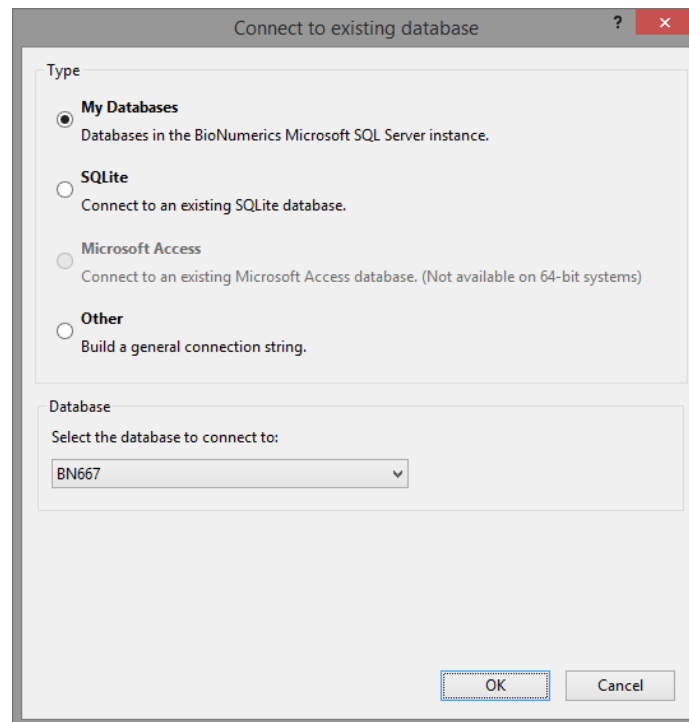 Connect to existing database
?
Type
My Databases
Databases in the BioNumerics Microsoft SQL Server instance.
SQLite
Connect to an existing SQLite database.
Microsoft Access
Connect to an existing Microsoft Access database. (Not available on 64-bit systems)
Other
Build a general connection string.
Database
Select the database to connect to:
BN667
OK Cancel